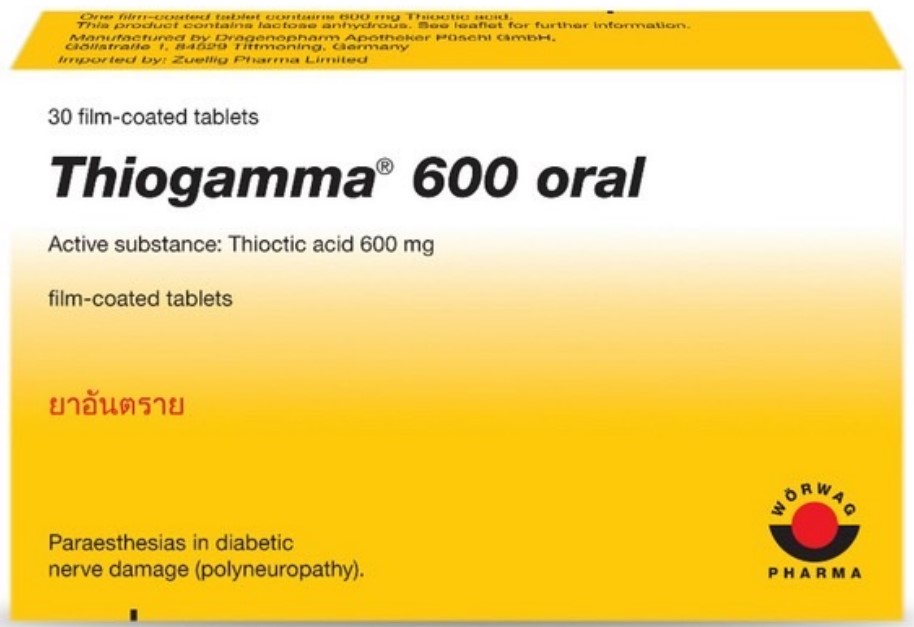 One film-coated tablet contains 600 mg Thioctic acid.
This product contains lactose anhydrous. See leaflet for further information.
Manufactured by Dragenopharm Apotheker Püschl GmbH,
Göllstraße 1, 84529 Tittmoning, Germany
Imported by: Zuellig Pharma Limited
30 film-coated tablets
Thiogamma® 600 oral
Active substance: Thioctic acid 600 mg
film-coated tablets
ยาอันตราย
Paraesthesias in diabetic
nerve damage (polyneuropathy).
WÖRWAG
PHARMA